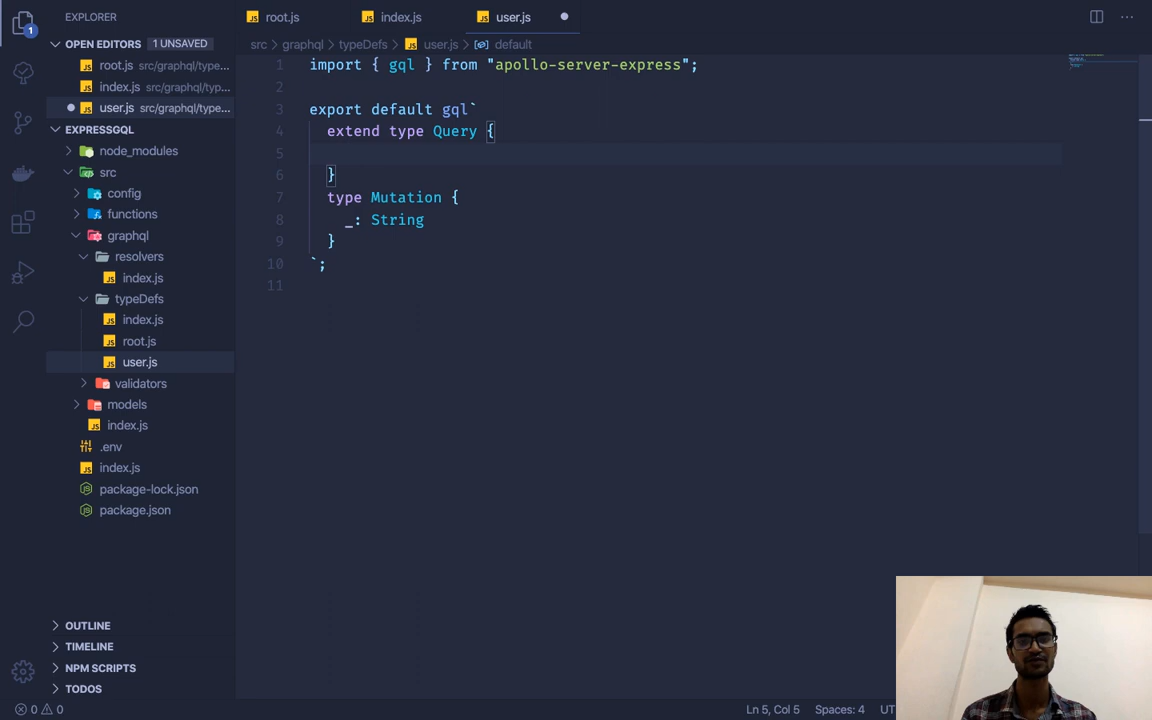 EXPLORER
1
OPEN EDITORS 1 UNSAVED
root.js src/graphql/type...
index.js src/graphql/typ...
user.js src/graphql/type...
EXPRESSGQL
node_modules
src
config
functions
graphql
resolvers
index.js
typeDefs
index.js
root.js
user.js
validators
models
index.js
.env
index.js
package-lock.json
package.json
OUTLINE
TIMELINE
NPM SCRIPTS
TODOS
root.js index.js user.js
src > graphql > typeDefs > JS user.js > default
1 import { gql } from "apollo-server-express";
2
3 export default gql`
4 extend type Query {
5
6 }
7 type Mutation {
8 _: String
9 }
10 `;
11
0 0 Ln 5, Col 5 Spaces: 4 UT